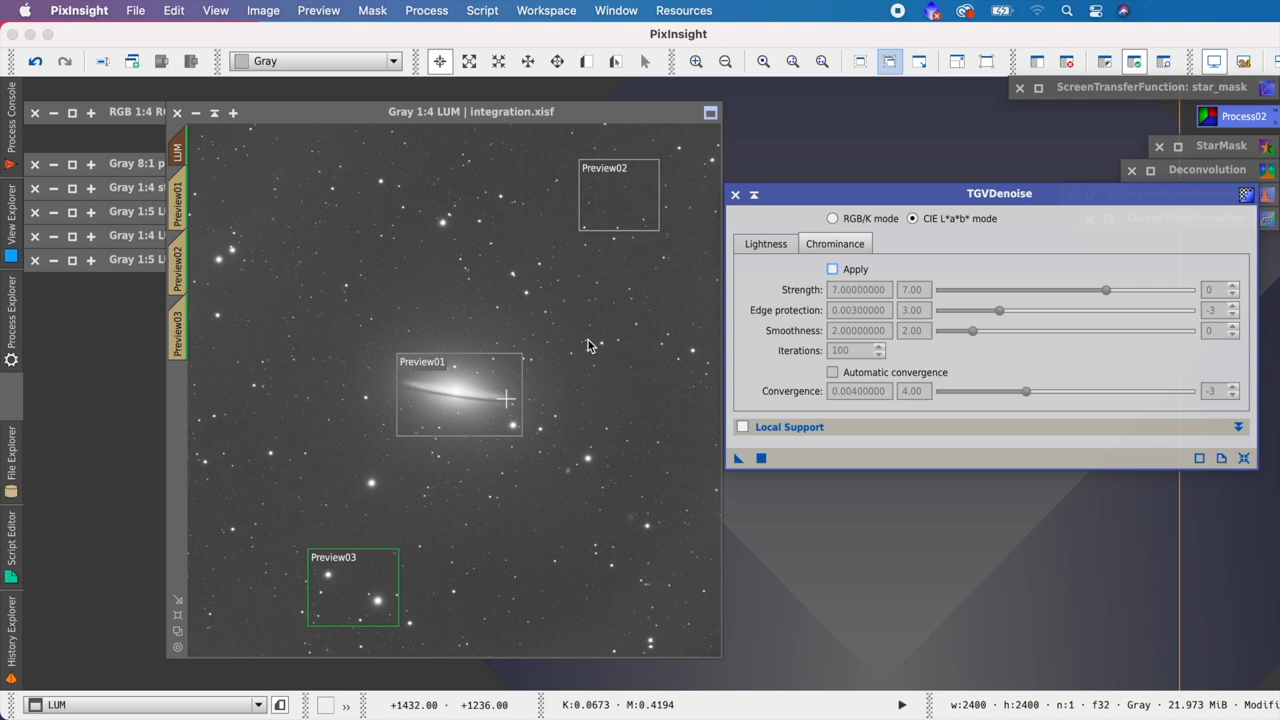 PixInsight File Edit View Image Preview Mask Process Script Workspace Window Resources
PixInsight
Gray
ScreenTransferFunction: star_mask
Process02
StarMask
Deconvolution
RGB 1:4 R
Gray 8:1 p
Gray 1:4 st
Gray 1:5 L
Gray 1:4 L
Gray 1:5 L
Process Console
View Explorer
Process Explorer
File Explorer
Script Editor
History Explorer
Gray 1:4 LUM | integration.xisf
LUM
Preview01
Preview02
Preview03
Preview02
Preview01
Preview03
TGVDenoise
CurvesTransformation
RGB/K mode CIE L*a*b* mode
Lightness Chrominance
Apply
Strength: 7.00000000 7.00 0
Edge protection: 0.00300000 3.00 -3
Smoothness: 2.00000000 2.00 0
Iterations: 100
Automatic convergence
Convergence: 0.00400000 4.00 -3
Local Support
LUM
+1432.00 · +1236.00
K:0.0673 · M:0.4194
w:2400 · h:2400 · n:1 · f32 · Gray · 21.973 MiB · Modifi